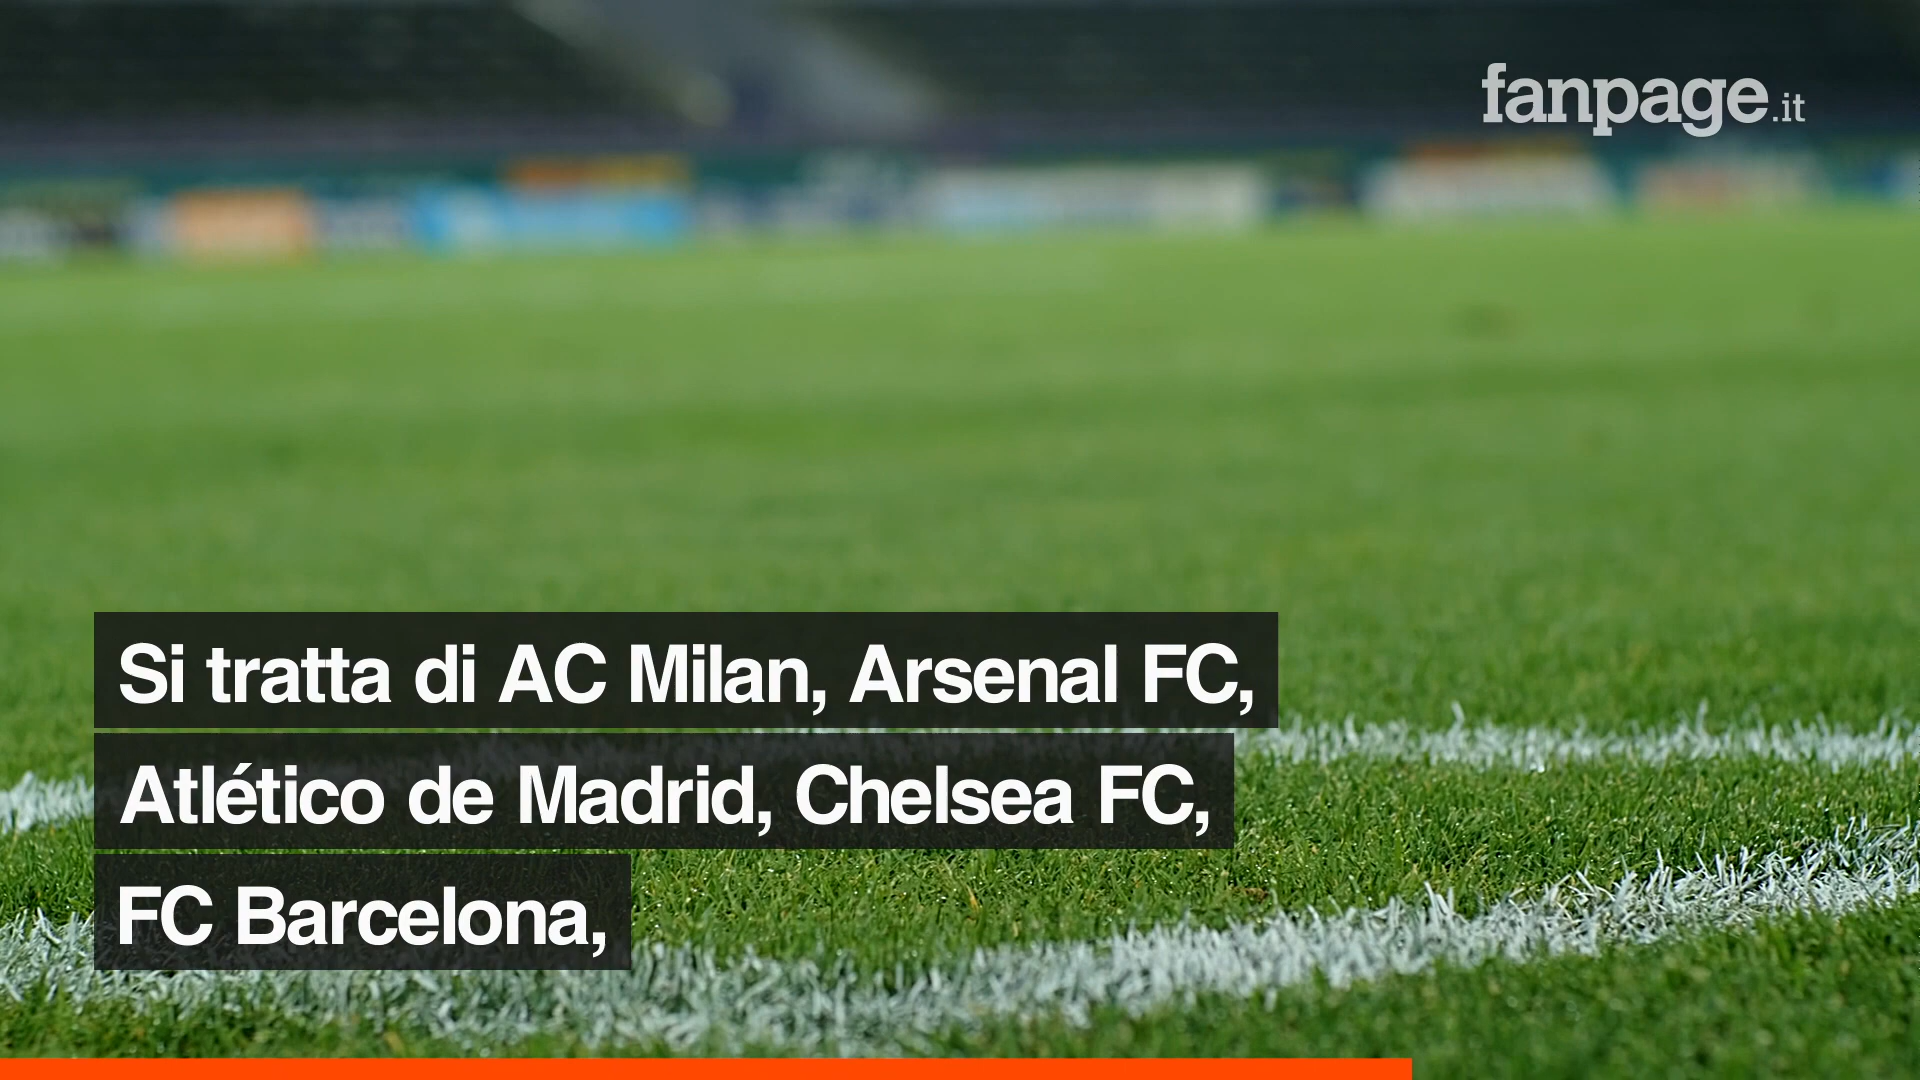 fanpage.it
Si tratta di AC Milan, Arsenal FC,
Atlético de Madrid, Chelsea FC,
FC Barcelona,